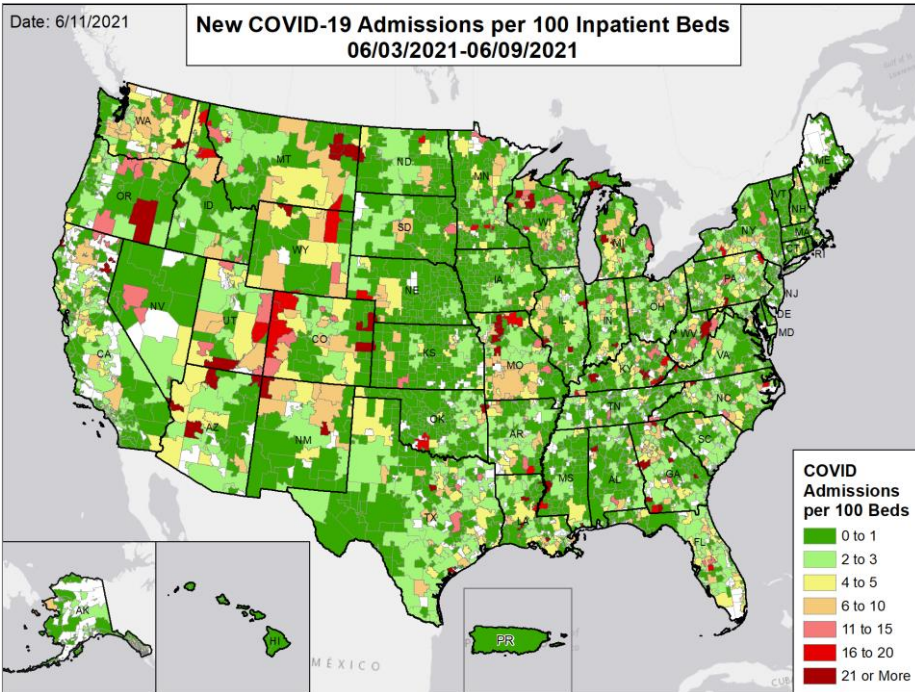 Date: 6/11/2021
New COVID-19 Admissions per 100 Inpatient Beds
06/03/2021-06/09/2021
WA
MT
ND
MN
ME
OR
ID
WY
SD
WI
MI
NY
VT
NH
MA
CT
RI
NV
UT
CO
NE
IA
IL
IN
OH
PA
NJ
DE
MD
CA
KS
MO
KY
WV
VA
AZ
NM
OK
AR
TN
NC
SC
TX
LA
MS
AL
GA
FL
AK
HI
PR
MÉXICO
CUBA
COVID
Admissions
per 100 Beds
0 to 1
2 to 3
4 to 5
6 to 10
11 to 15
16 to 20
21 or More